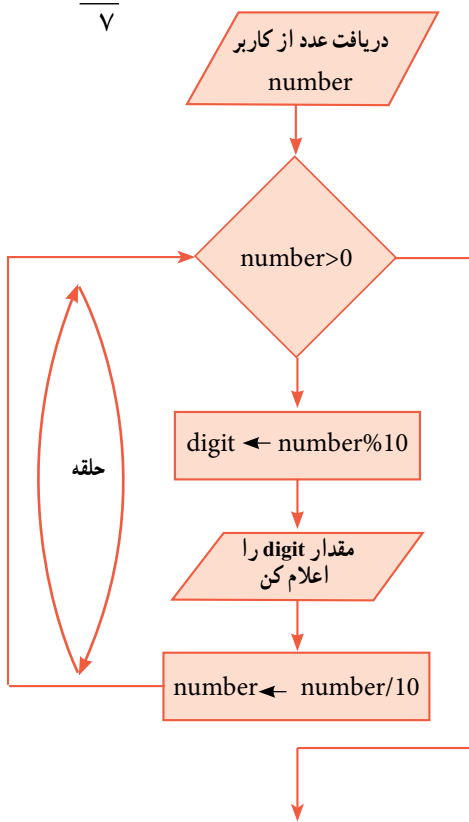 ۷
دریافت عدد از کاربر
number
number>0
digit ← number%10
حلقه
مقدار digit را
اعلام کن
number ← number/10